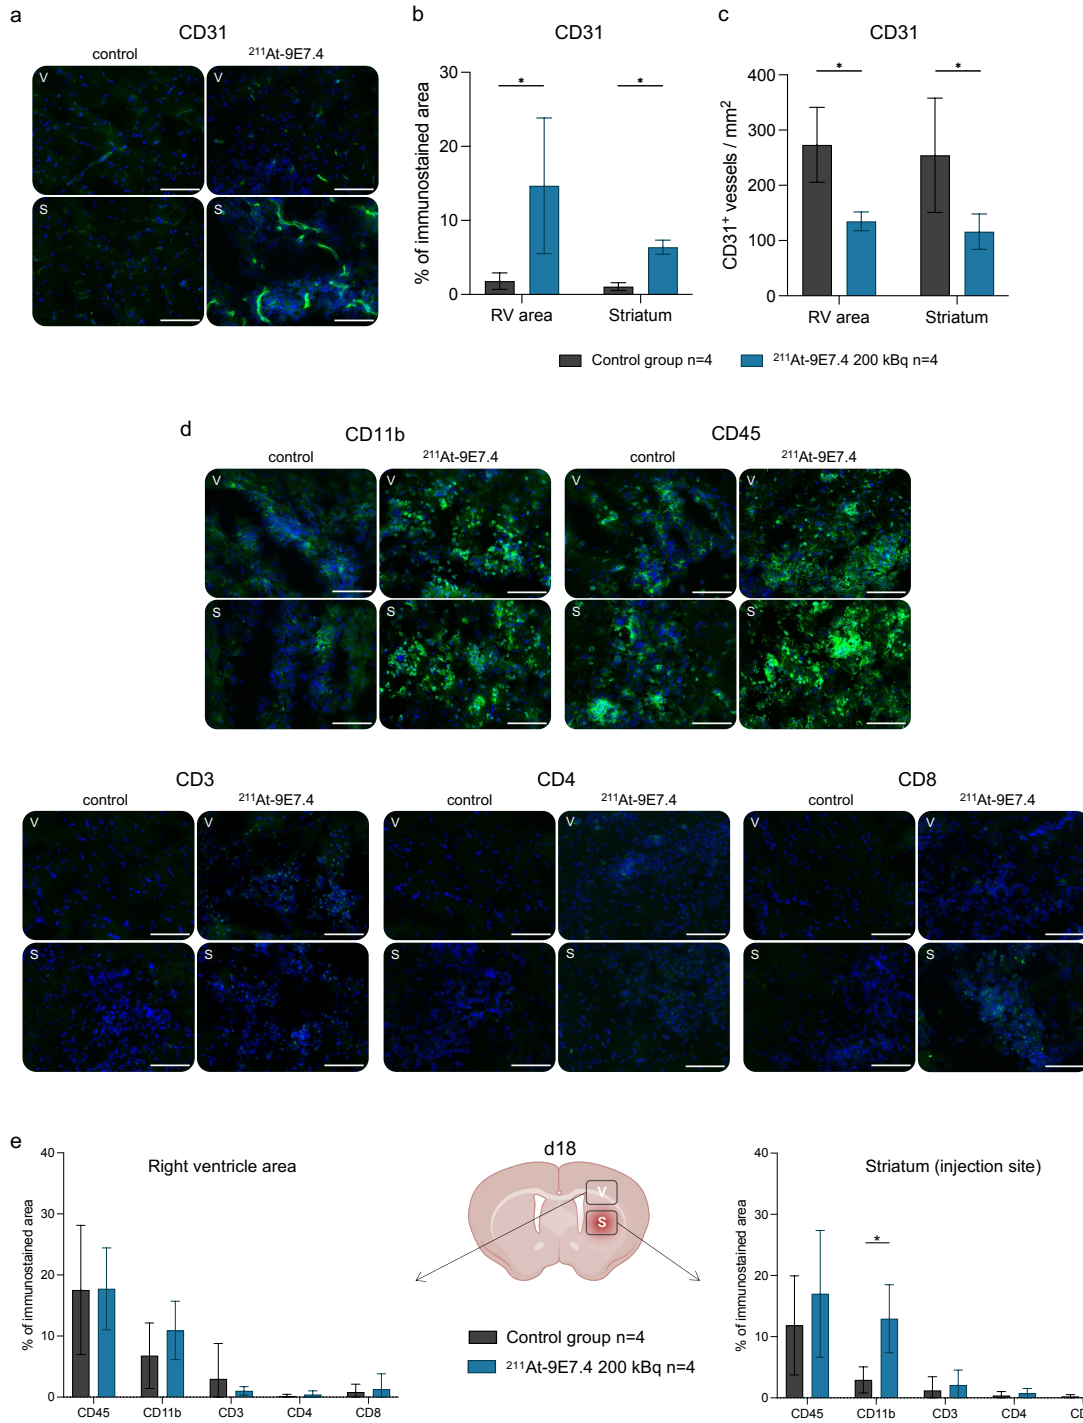 a
CD31
control
²¹¹At-9E7.4
V
V
S
S
b
CD31
% of immunostained area
30
20
10
0
*
*
RV area
Striatum
c
CD31
CD31⁺ vessels / mm²
400
300
200
100
0
*
*
RV area
Striatum
Control group n=4
²¹¹At-9E7.4 200 kBq n=4
d
CD11b
control
²¹¹At-9E7.4
V
V
S
S
CD45
control
²¹¹At-9E7.4
V
V
S
S
CD3
control
²¹¹At-9E7.4
V
V
S
S
CD4
control
²¹¹At-9E7.4
V
V
S
S
CD8
control
²¹¹At-9E7.4
V
V
S
S
e
Right ventricle area
% of immunostained area
40
30
20
10
0
CD45
CD11b
CD3
CD4
CD8
d18
V
S
Control group n=4
²¹¹At-9E7.4 200 kBq n=4
Striatum (injection site)
% of immunostained area
40
30
20
10
0
*
CD45
CD11b
CD3
CD4